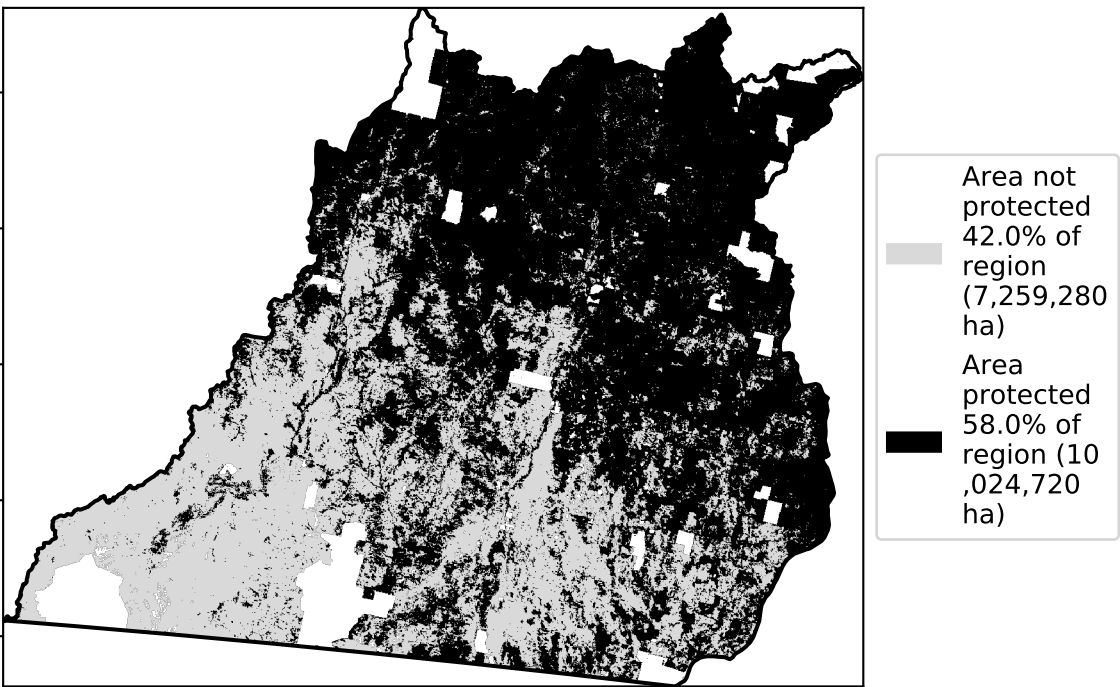 Area not
protected
42.0% of
region
(7,259,280
ha)
Area
protected
58.0% of
region (10
,024,720
ha)